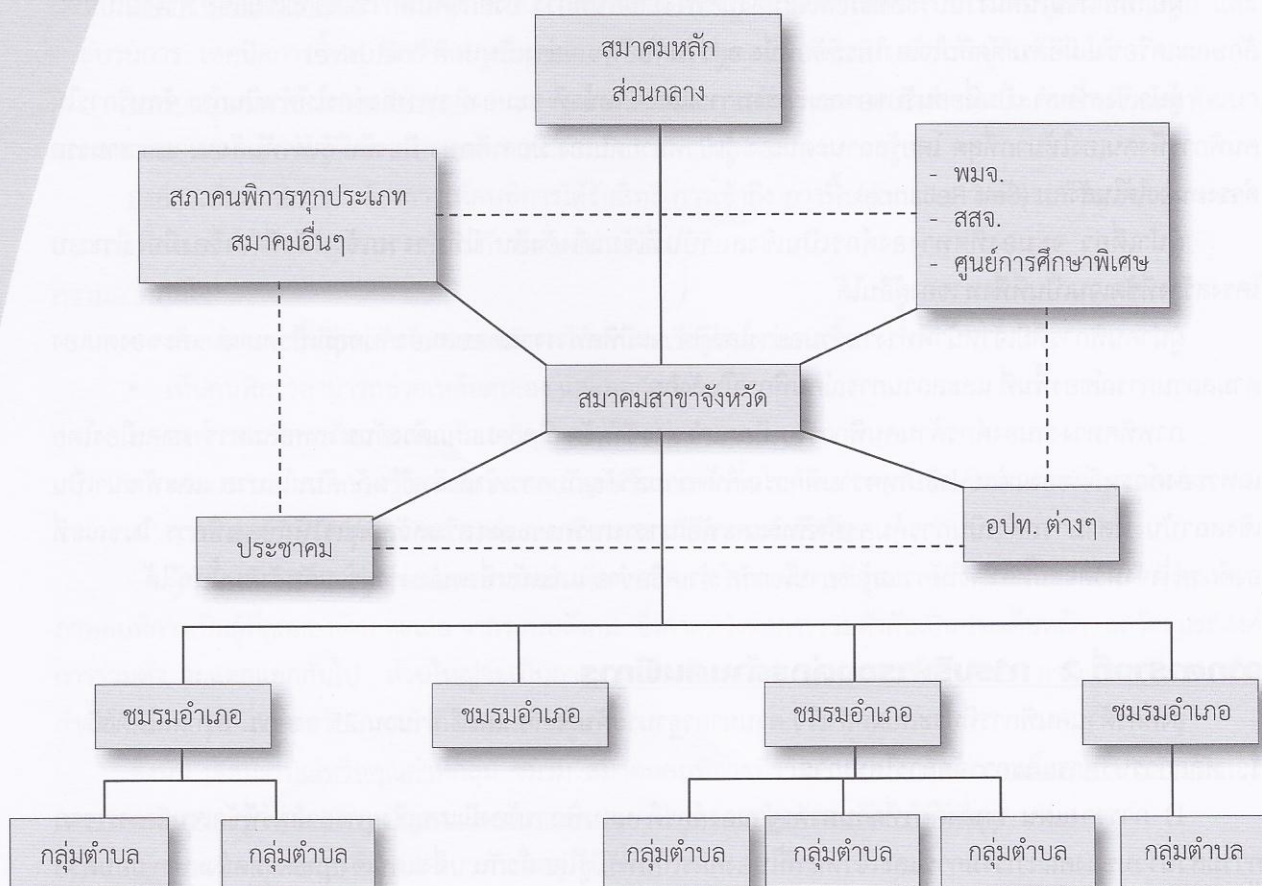 สมาคมหลัก
ส่วนกลาง
สภาคนพิการทุกประเภท
สมาคมอื่นๆ
- พมจ.
- สสจ.
- ศูนย์การศึกษาพิเศษ
สมาคมสาขาจังหวัด
ประชาคม
อปท. ต่างๆ
ชมรมอำเภอ
ชมรมอำเภอ
ชมรมอำเภอ
ชมรมอำเภอ
กลุ่มตำบล
กลุ่มตำบล
กลุ่มตำบล
กลุ่มตำบล
กลุ่มตำบล
กลุ่มตำบล